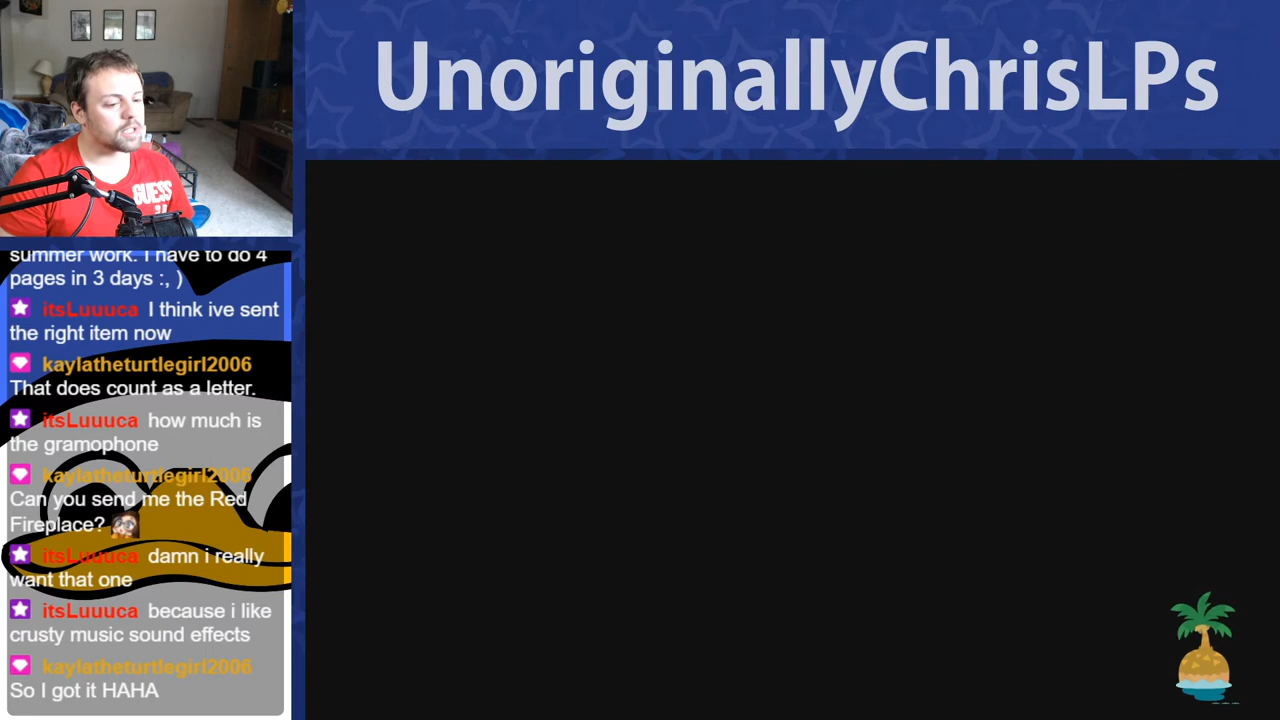 UnoriginallyChrisLPs
GUESS
summer work. I have to do 4
pages in 3 days :, )
itsLuuuca I think ive sent
the right item now
kaylatheturtlegirl2006
That does count as a letter.
itsLuuuca how much is
the gramophone
kaylatheturtlegirl2006
Can you send me the Red
Fireplace?
itsLuuuca damn i really
want that one
itsLuuuca because i like
crusty music sound effects
kaylatheturtlegirl2006
So I got it HAHA